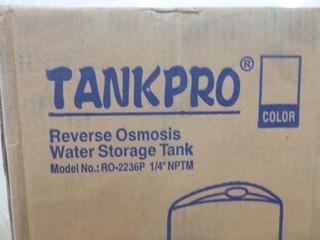 TANKPRO®
COLOR
Reverse Osmosis
Water Storage Tank
Model No.: RO-2236P 1/4" NPTM